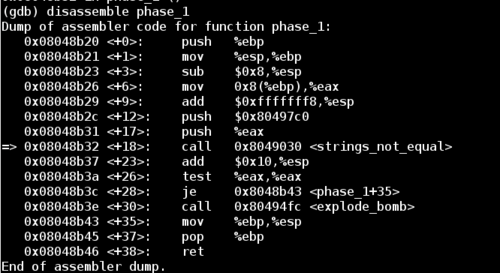 (gdb) disassemble phase_1
Dump of assembler code for function phase_1:
0x08048b20 <+0>: push %ebp
0x08048b21 <+1>: mov %esp,%ebp
0x08048b23 <+3>: sub $0x8,%esp
0x08048b26 <+6>: mov 0x8(%ebp),%eax
0x08048b29 <+9>: add $0xfffffff8,%esp
0x08048b2c <+12>: push $0x80497c0
0x08048b31 <+17>: push %eax
=> 0x08048b32 <+18>: call 0x8049030 <strings_not_equal>
0x08048b37 <+23>: add $0x10,%esp
0x08048b3a <+26>: test %eax,%eax
0x08048b3c <+28>: je 0x8048b43 <phase_1+35>
0x08048b3e <+30>: call 0x80494fc <explode_bomb>
0x08048b43 <+35>: mov %ebp,%esp
0x08048b45 <+37>: pop %ebp
0x08048b46 <+38>: ret
End of assembler dump.